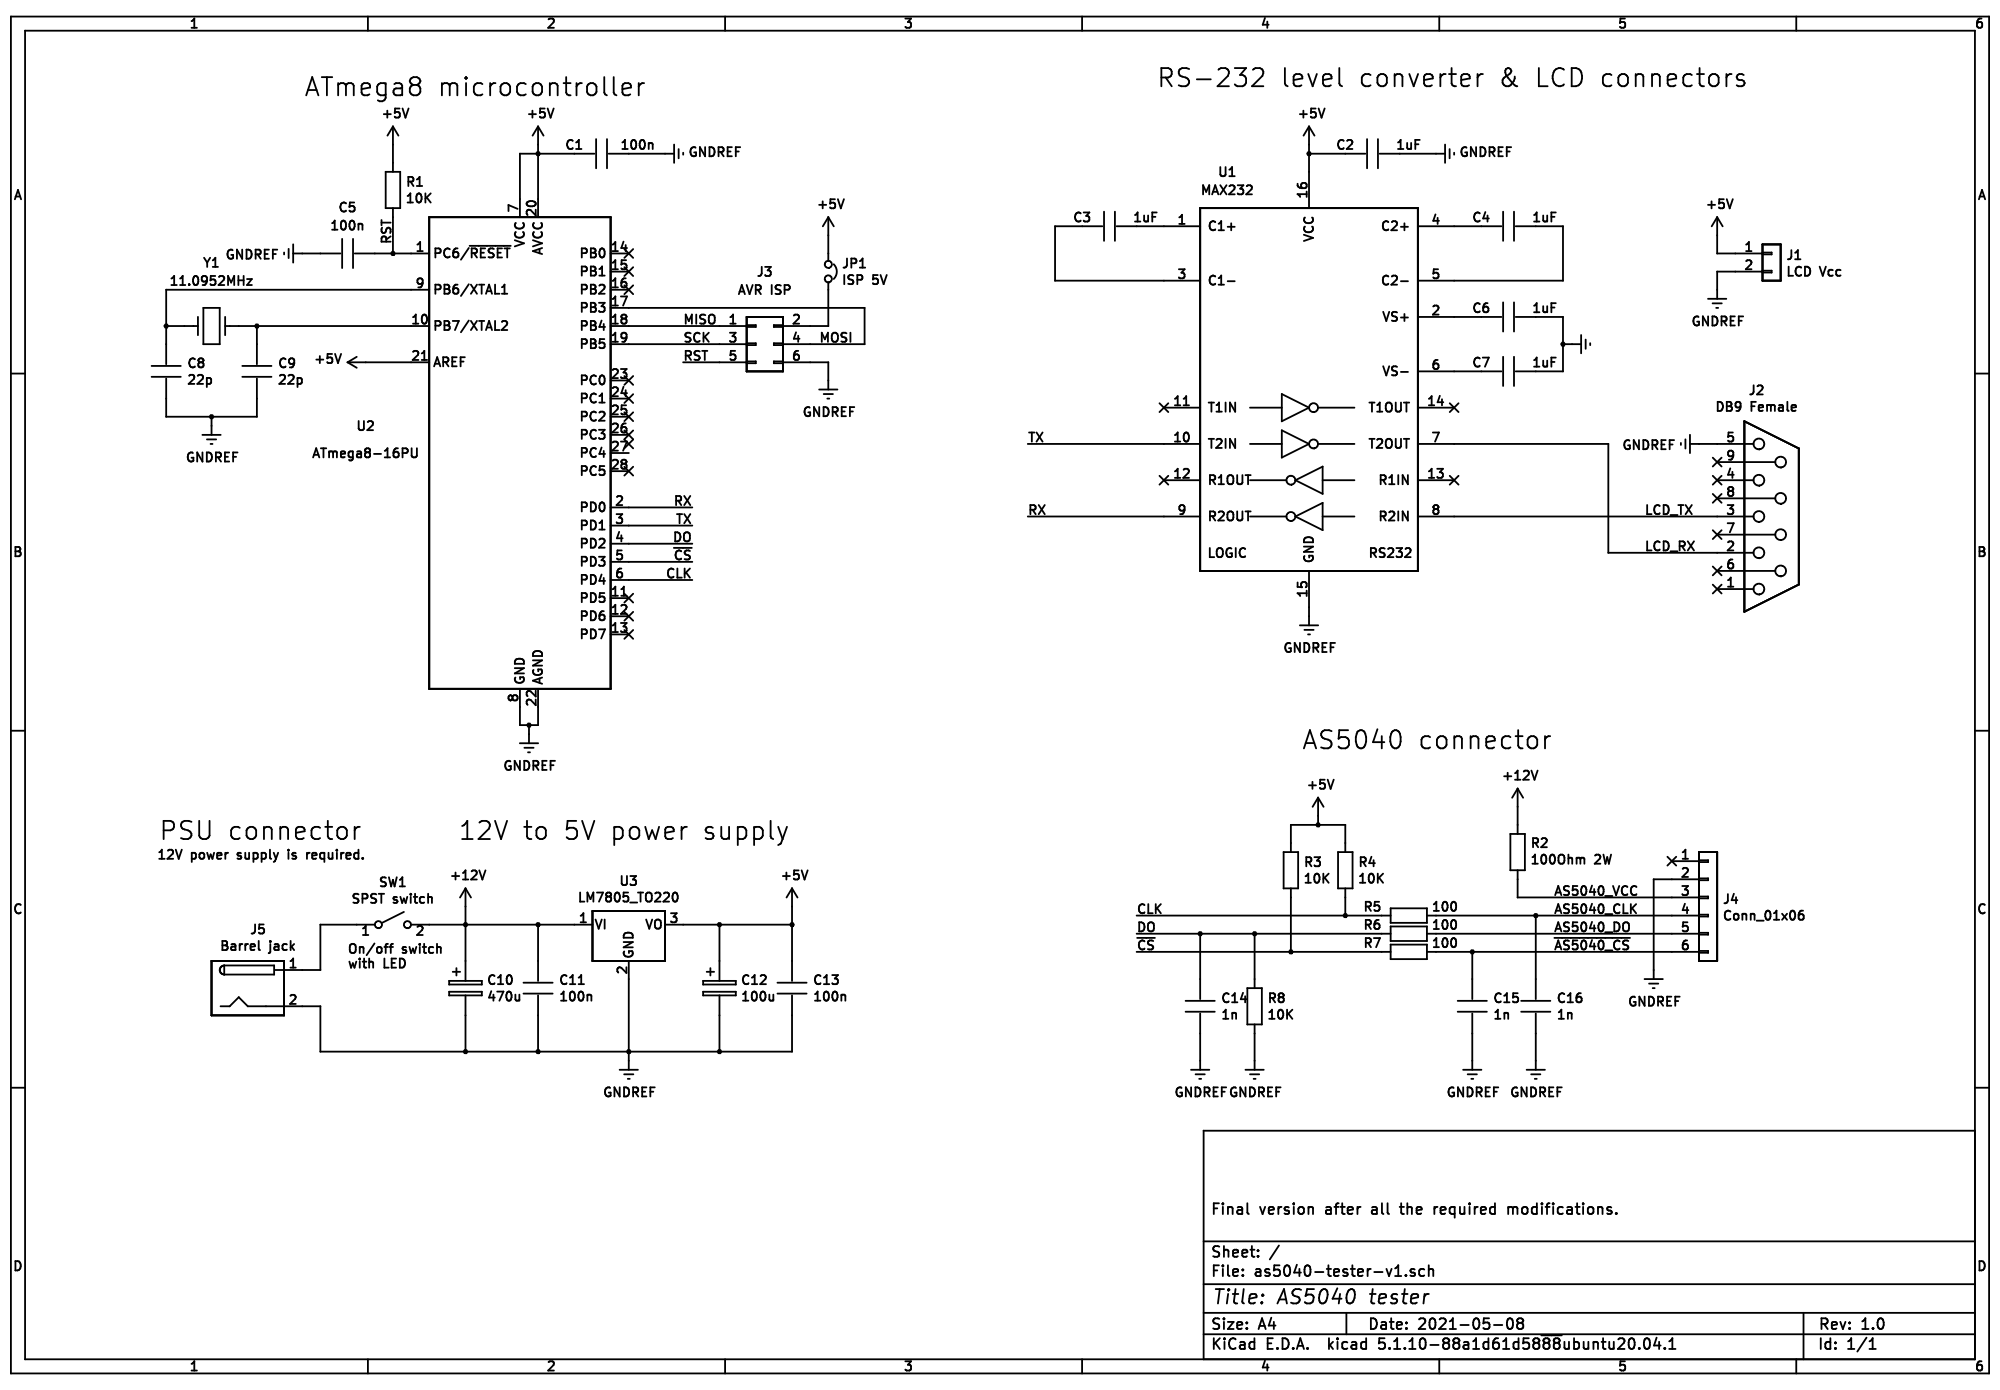 1 2 3 4 5 6
ATmega8 microcontroller
+5V
+5V
C1 100n GNDREF
R1
10K
RST
C5
100n
GNDREF
7 20
VCC AVCC
1 PC6/RESET
Y1
11.0952MHz
9 PB6/XTAL1
10 PB7/XTAL2
+5V 21 AREF
C8
22p
C9
22p
GNDREF
U2
ATmega8-16PU
PB0 14
PB1 15
PB2 16
PB3 17
PB4 18 MISO
PB5 19 SCK
RST
PC0 23
PC1 24
PC2 25
PC3 26
PC4 27
PC5 28
PD0 2 RX
PD1 3 TX
PD2 4 DO
PD3 5 CS
PD4 6 CLK
PD5 11
PD6 12
PD7 13
GND AGND
8 22
GNDREF
J3
AVR ISP
1 2
3 4 MOSI
5 6
+5V
JP1
ISP 5V
GNDREF
RS-232 level converter & LCD connectors
+5V
C2 1uF GNDREF
U1
MAX232
16
VCC
C3 1uF 1 C1+
3 C1-
C2+ 4 C4 1uF
C2- 5
VS+ 2 C6 1uF
VS- 6 C7 1uF
11 T1IN T1OUT 14
TX 10 T2IN T2OUT 7
12 R1OUT R1IN 13
RX 9 R2OUT R2IN 8
LOGIC GND RS232
15
GNDREF
+5V
1 J1
2 LCD Vcc
GNDREF
J2
DB9 Female
GNDREF 5
9
4
8
LCD_TX 3
7
LCD_RX 2
6
1
AS5040 connector
+5V
+12V
R3
10K
R4
10K
R2
100Ohm 2W
1
2
AS5040_VCC 3
CLK R5 100 AS5040_CLK 4
DO R6 100 AS5040_DO 5
CS R7 100 AS5040_CS 6
J4
Conn_01x06
GNDREF
C14
1n
R8
10K
C15
1n
C16
1n
GNDREF GNDREF GNDREF GNDREF
PSU connector
12V power supply is required.
12V to 5V power supply
SW1
SPST switch
1 2
On/off switch
with LED
J5
Barrel jack
1
2
+12V
U3
LM7805_TO220
1 VI VO 3
GND
2
+5V
+ C10
470u
C11
100n
+ C12
100u
C13
100n
GNDREF
Final version after all the required modifications.
Sheet: /
File: as5040-tester-v1.sch
Title: AS5040 tester
Size: A4 Date: 2021-05-08 Rev: 1.0
KiCad E.D.A. kicad 5.1.10-88a1d61d5888ubuntu20.04.1 Id: 1/1
A A
B B
C C
D D
1 2 3 4 5 6